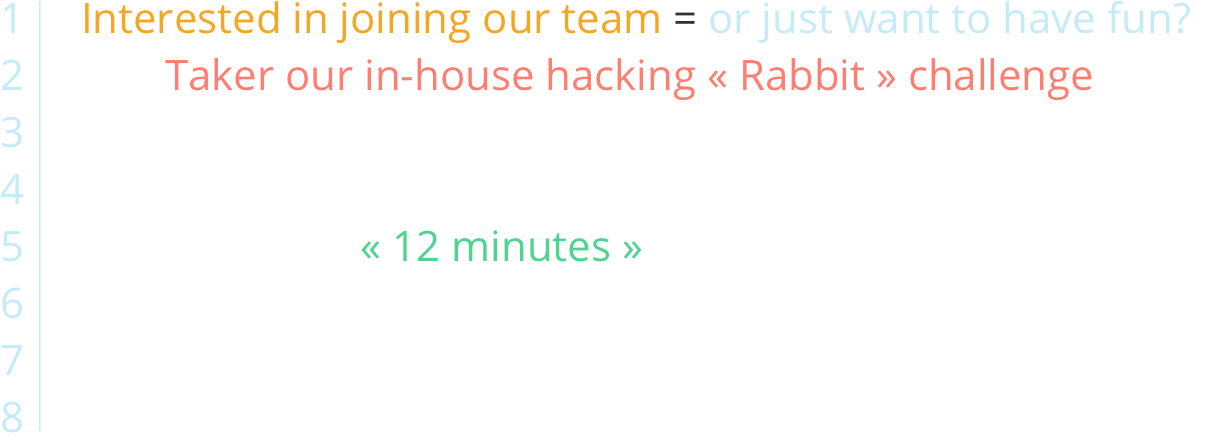 1 Interested in joining our team = or just want to have fun?
2 Taker our in-house hacking « Rabbit » challenge
3
4
5 « 12 minutes »
6
7
8